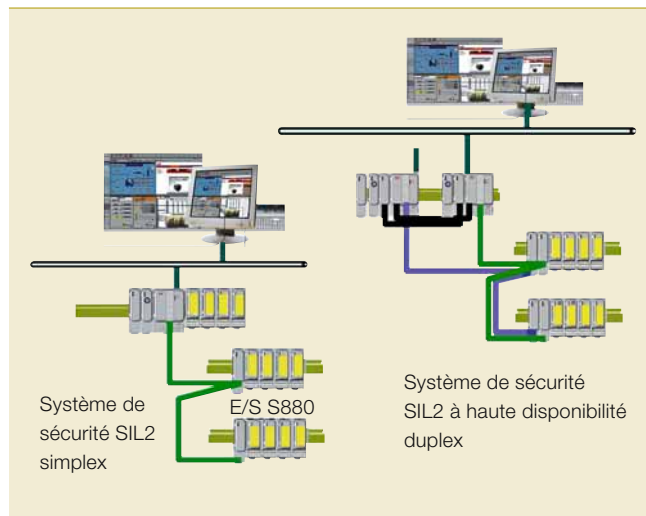 Système de
sécurité SIL2
simplex
E/S S880
Système de sécurité
SIL2 à haute disponibilité
duplex